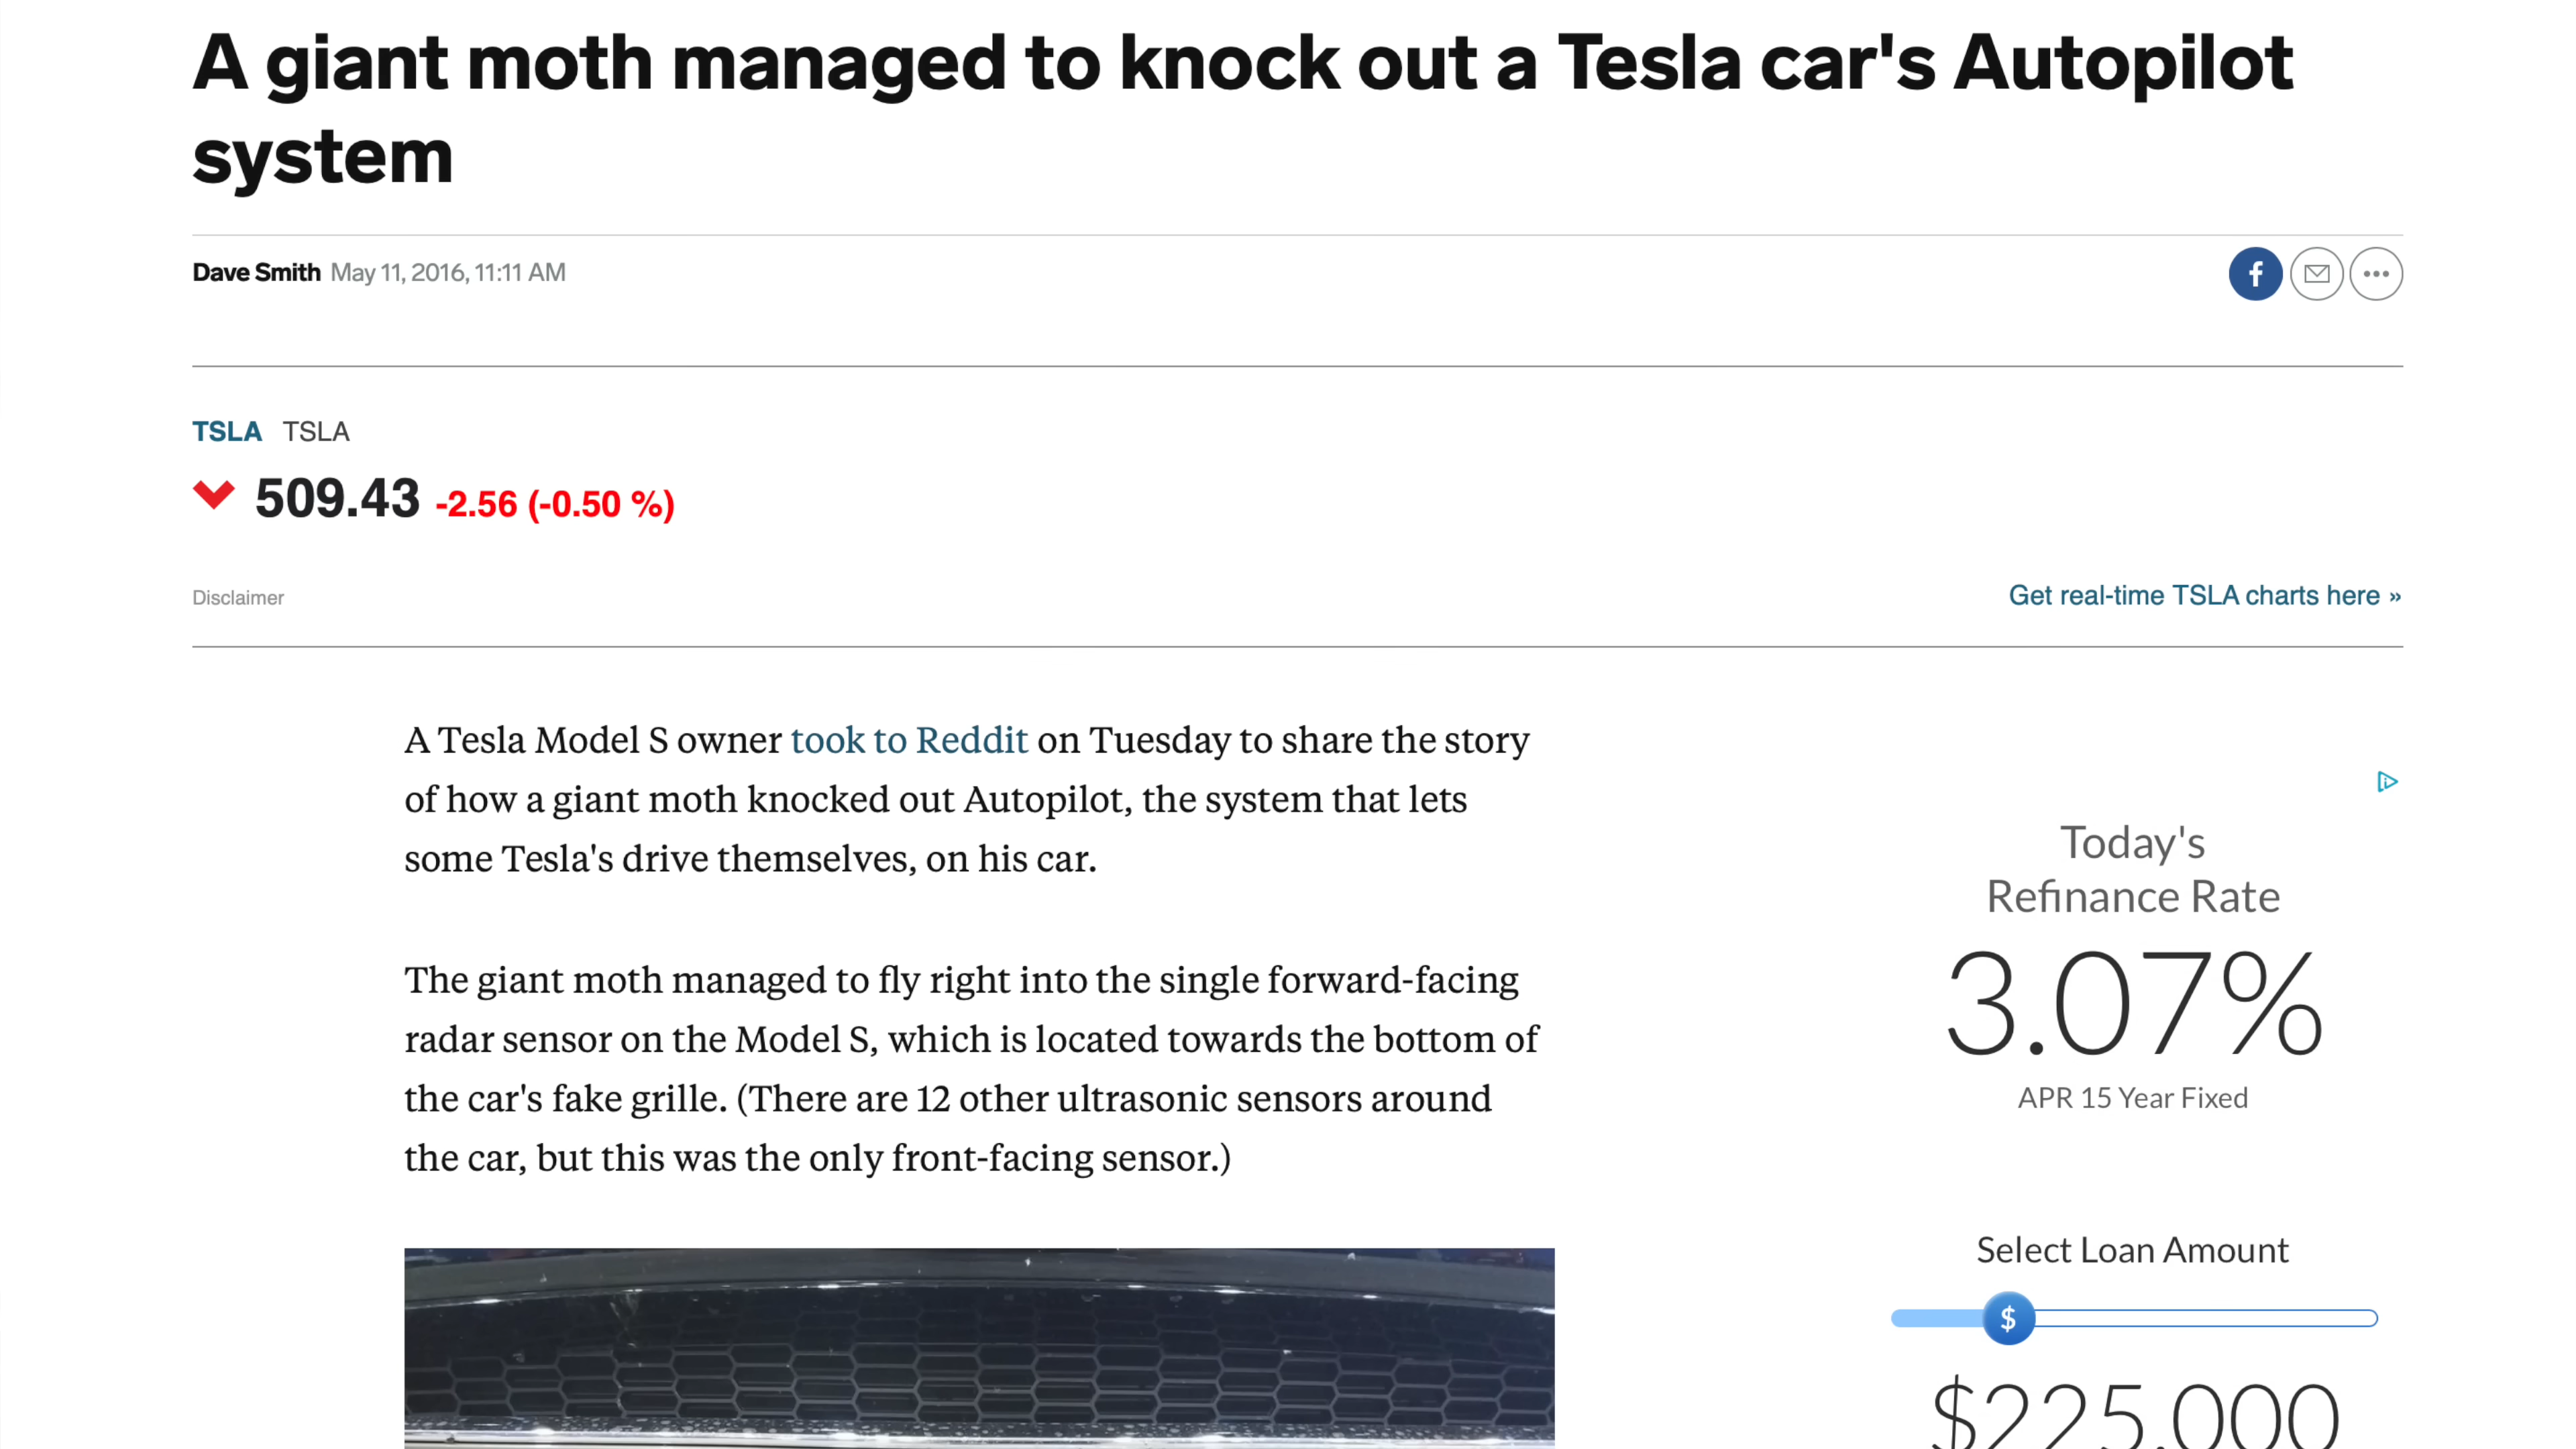 A giant moth managed to knock out a Tesla car's Autopilot
system
Dave Smith May 11, 2016, 11:11 AM
f
TSLA TSLA
509.43 -2.56 (-0.50 %)
Disclaimer
Get real-time TSLA charts here »
A Tesla Model S owner took to Reddit on Tuesday to share the story
of how a giant moth knocked out Autopilot, the system that lets
some Tesla's drive themselves, on his car.
The giant moth managed to fly right into the single forward-facing
radar sensor on the Model S, which is located towards the bottom of
the car's fake grille. (There are 12 other ultrasonic sensors around
the car, but this was the only front-facing sensor.)
Today's
Refinance Rate
3.07%
APR 15 Year Fixed
Select Loan Amount
$
$225,000